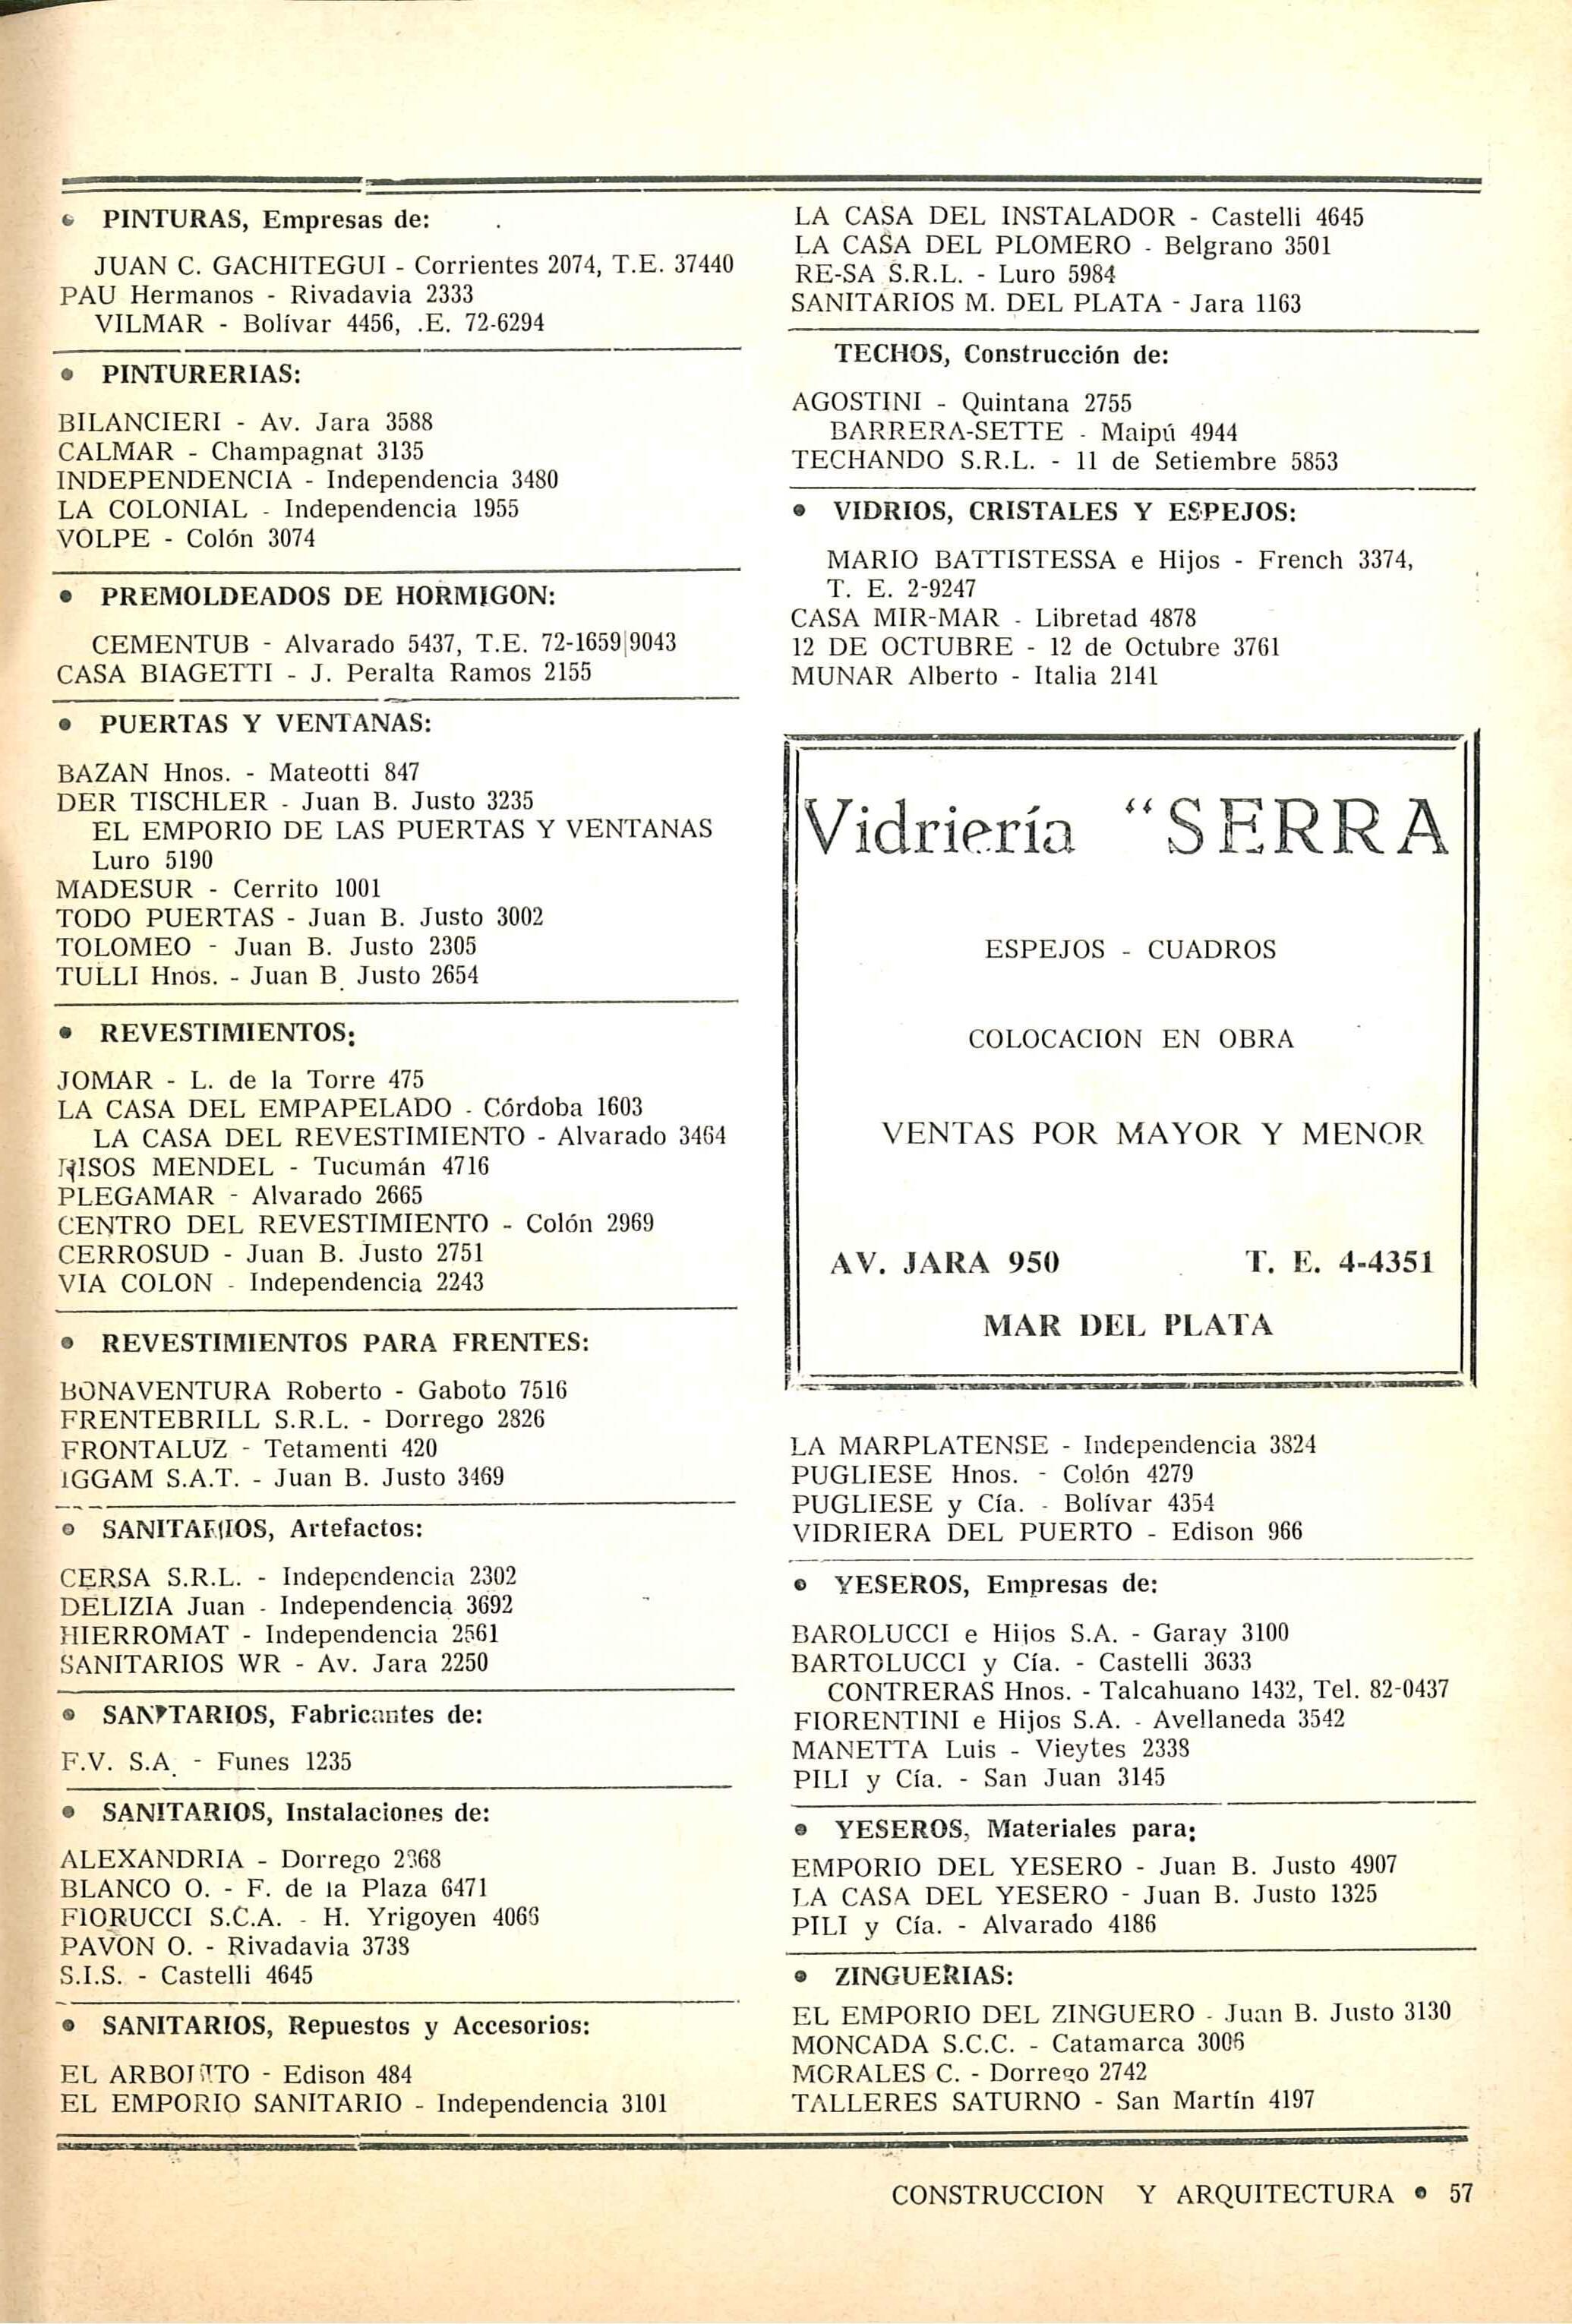 • PINTURAS, Empresas de:
JUAN C. GACHITEGUI - Corrientes 2074, T.E. 37440
PAU Hermanos - Rivadavia 2333
VILMAR - Bolívar 4456, .E. 72-6294
• PINTURERIAS:
BILANCIERI - Av. Jara 3588
CALMAR - Champagnat 3135
INDEPENDENCIA - Independencia 3480
LA COLONIAL - Independencia 1955
VOLPE - Colón 3074
• PREMOLDEADOS DE HORMIGON:
CEMENTUB - Alvarado 5437, T.E. 72-1659|9043
CASA BIAGETTI - J. Peralta Ramos 2155
• PUERTAS Y VENTANAS:
BAZAN Hnos. - Mateotti 847
DER TISCHLER - Juan B. Justo 3235
EL EMPORIO DE LAS PUERTAS Y VENTANAS
Luro 5190
MADESUR - Cerrito 1001
TODO PUERTAS - Juan B. Justo 3002
TOLOMEO - Juan B. Justo 2305
TULLI Hnos. - Juan B. Justo 2654
• REVESTIMIENTOS:
JOMAR - L. de la Torre 475
LA CASA DEL EMPAPELADO - Córdoba 1603
LA CASA DEL REVESTIMIENTO - Alvarado 3464
MENDEL - Tucumán 4716
PLEGAMAR - Alvarado 2665
CENTRO DEL REVESTIMIENTO - Colón 2969
CERROSUD - Juan B. Justo 2751
VIA COLON - Independencia 2243
• REVESTIMIENTOS PARA FRENTES:
BONAVENTURA Roberto - Gaboto 7516
FRENTEBRILL S.R.L. - Dorrego 2826
FRONTALUZ - Tetamenti 420
IGGAM S.A.T. - Juan B. Justo 3469
• SANITARIOS, Artefactos:
CERSA S.R.L. - Independencia 2302
DELIZIA Juan - Independencia 3692
HIERROMAT - Independencia 2561
SANITARIOS WR - Av. Jara 2250
• SANITARIOS, Fabricantes de:
F.V. S.A. - Funes 1235
• SANITARIOS, Instalaciones de:
ALEXANDRIA - Dorrego 2368
BLANCO O. - F. de la Plaza 6471
FIORUCCI S.C.A. - H. Yrigoyen 4066
PAVON O. - Rivadavia 3738
S.I.S. - Castelli 4645
• SANITARIOS, Repuestos y Accesorios:
EL ARBOLITO - Edison 484
EL EMPORIO SANITARIO - Independencia 3101
LA CASA DEL INSTALADOR - Castelli 4645
LA CASA DEL PLOMERO - Belgrano 3501
RE-SA S.R.L. - Luro 5984
SANITARIOS M. DEL PLATA - Jara 1163
TECHOS, Construcción de:
AGOSTINI - Quintana 2755
BARRERA-SETTE - Maipú 4944
TECHANDO S.R.L. - 11 de Setiembre 5853
• VIDRIOS, CRISTALES Y ESPEJOS:
MARIO BATTISTESSA e Hijos - French 3374,
T. E. 2-9247
CASA MIR-MAR - Libretad 4878
12 DE OCTUBRE - 12 de Octubre 3761
MUNAR Alberto - Italia 2141
Vidriería "SERRA
ESPEJOS - CUADROS
COLOCACION EN OBRA
VENTAS POR MAYOR Y MENOR
AV. JARA 950 T. E. 4-4351
MAR DEL PLATA
LA MARPLATENSE - Independencia 3824
PUGLIESE Hnos. - Colón 4279
PUGLIESE y Cía. - Bolívar 4354
VIDRIERA DEL PUERTO - Edison 966
• YESEROS, Empresas de:
BAROLUCCI e Hijos S.A. - Garay 3100
BARTOLUCCI y Cía. - Castelli 3633
CONTRERAS Hnos. - Talcahuano 1432, Tel. 82-0437
FIORENTINI e Hijos S.A. - Avellaneda 3542
MANETTA Luis - Vieytes 2338
PILI y Cía. - San Juan 3145
• YESEROS, Materiales para:
EMPORIO DEL YESERO - Juan B. Justo 4907
LA CASA DEL YESERO - Juan B. Justo 1325
PILI y Cía. - Alvarado 4186
• ZINGUERIAS:
EL EMPORIO DEL ZINGUERO - Juan B. Justo 3130
MONCADA S.C.C. - Catamarca 3006
MORALES C. - Dorrego 2742
TALLERES SATURNO - San Martín 4197
CONSTRUCCION Y ARQUITECTURA • 57